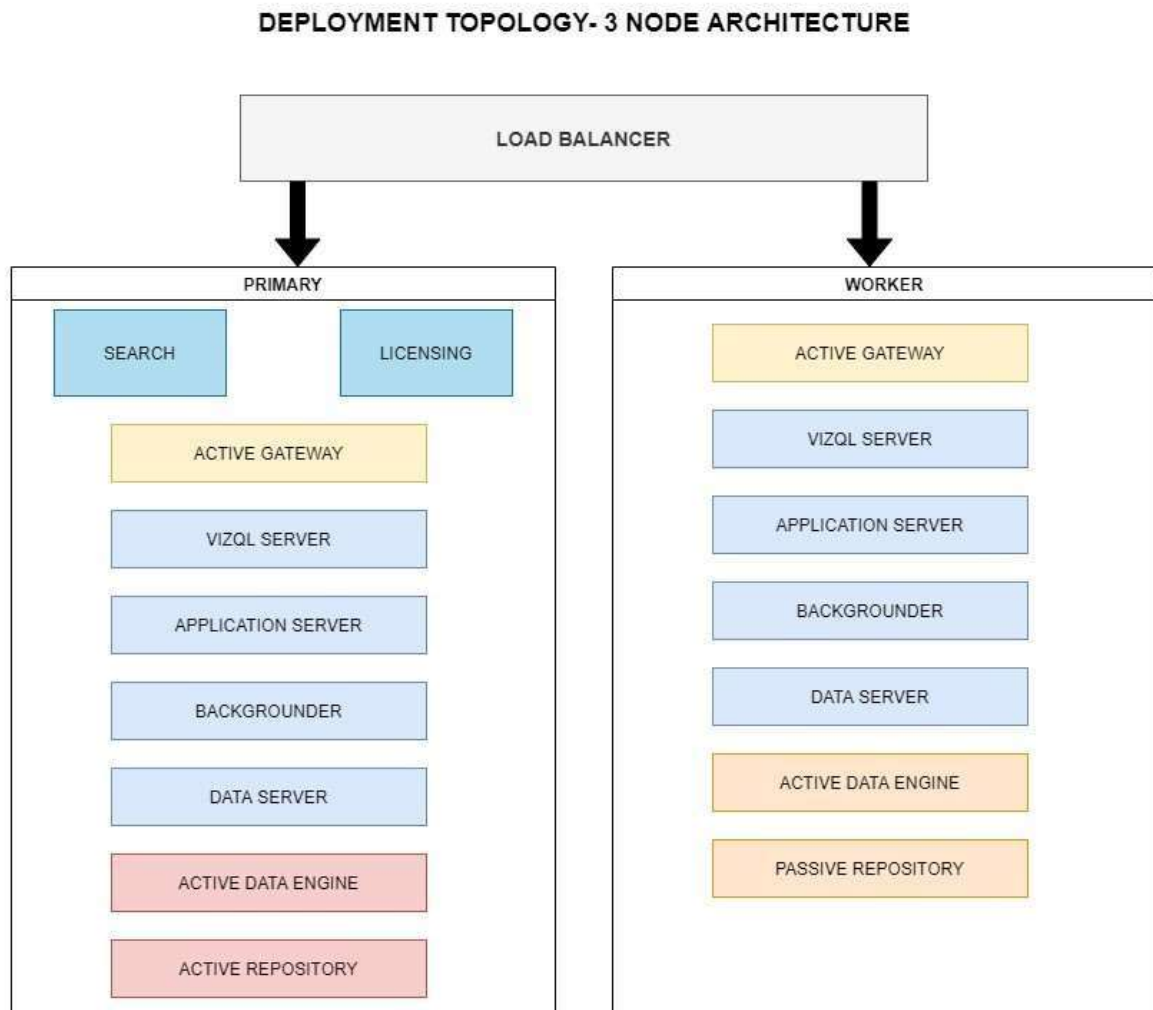 DEPLOYMENT TOPOLOGY- 3 NODE ARCHITECTURE
LOAD BALANCER
PRIMARY
SEARCH
LICENSING
ACTIVE GATEWAY
VIZQL SERVER
APPLICATION SERVER
BACKGROUNDER
DATA SERVER
ACTIVE DATA ENGINE
ACTIVE REPOSITORY
WORKER
ACTIVE GATEWAY
VIZQL SERVER
APPLICATION SERVER
BACKGROUNDER
DATA SERVER
ACTIVE DATA ENGINE
PASSIVE REPOSITORY